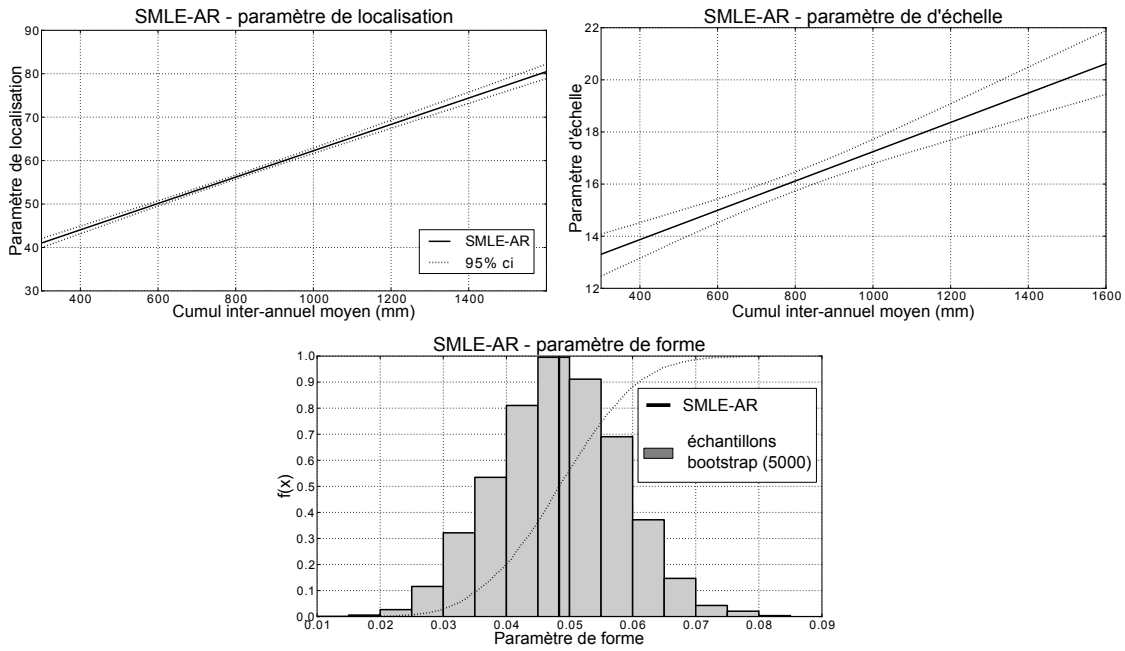 SMLE-AR - paramètre de localisation
90
80
70
60
50
40
30
Paramètre de localisation
SMLE-AR
95% ci
400 600 800 1000 1200 1400
Cumul inter-annuel moyen (mm)
SMLE-AR - paramètre de d'échelle
22
20
18
16
14
12
Paramètre d'échelle
400 600 800 1000 1200 1400 1600
Cumul inter-annuel moyen (mm)
SMLE-AR - paramètre de forme
1.0
0.9
0.8
0.7
0.6
0.5
0.4
0.3
0.2
0.1
0.0
f(x)
SMLE-AR
échantillons
bootstrap (5000)
0.01 0.02 0.03 0.04 0.05 0.06 0.07 0.08 0.09
Paramètre de forme